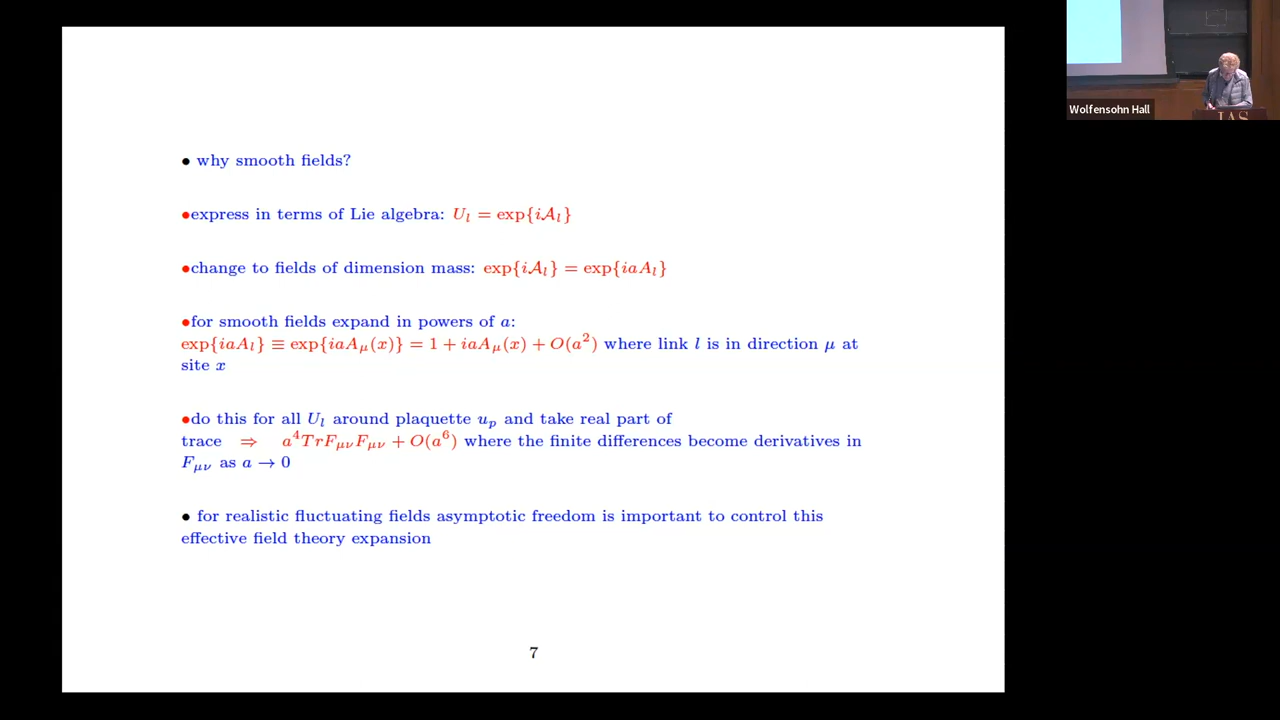 • why smooth fields?
•express in terms of Lie algebra: U_l = exp{i𝒜_l}
•change to fields of dimension mass: exp{i𝒜_l} = exp{iaA_l}
•for smooth fields expand in powers of a:
exp{iaA_l} ≡ exp{iaA_μ(x)} = 1 + iaA_μ(x) + O(a²) where link l is in direction μ at
site x
•do this for all U_l around plaquette u_p and take real part of
trace ⇒ a⁴TrF_μνF_μν + O(a⁶) where the finite differences become derivatives in
F_μν as a → 0
• for realistic fluctuating fields asymptotic freedom is important to control this
effective field theory expansion
7
Wolfensohn Hall
IAS